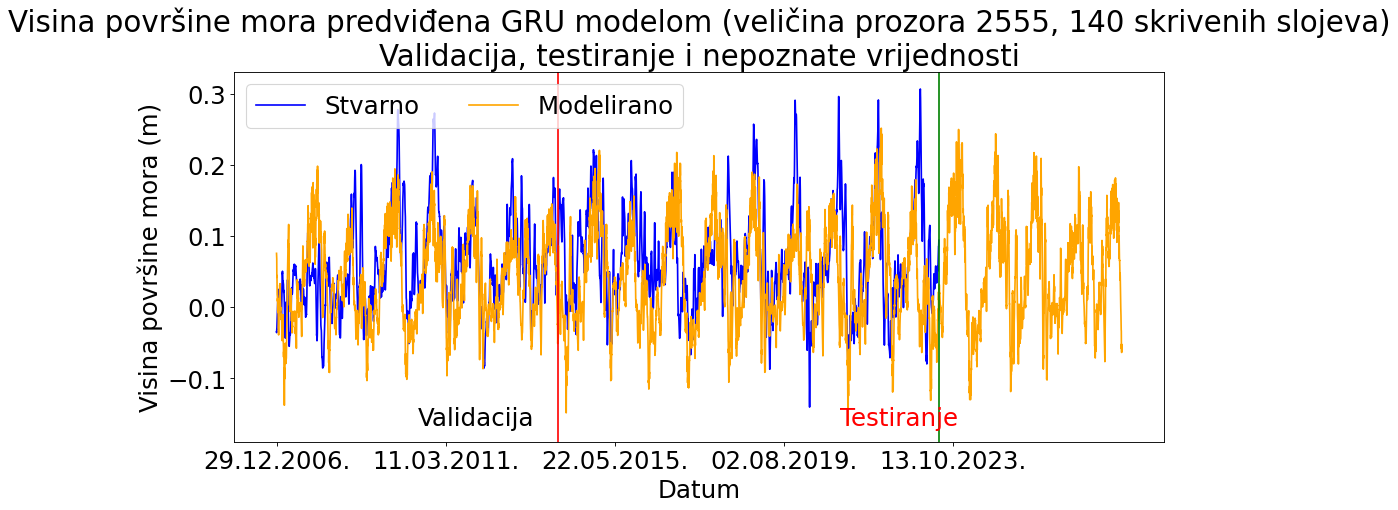 Visina površine mora predviđena GRU modelom (veličina prozora 2555, 140 skrivenih slojeva)
Validacija, testiranje i nepoznate vrijednosti
Stvarno
Modelirano
Visina površine mora (m)
0.3
0.2
0.1
0.0
−0.1
Validacija
Testiranje
29.12.2006.
11.03.2011.
22.05.2015.
02.08.2019.
13.10.2023.
Datum